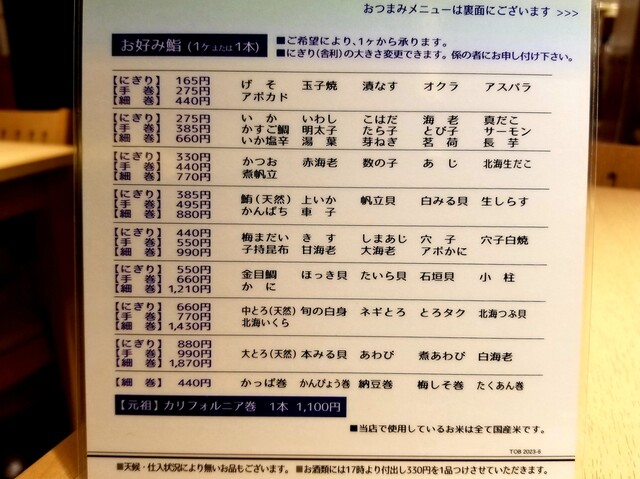 おつまみメニューは裏面にございます >>>
お好み鮨 (1ケまたは1本)
■ご希望により、1ケから承ります。
■にぎり(舎利)の大きさ変更できます。係の者にお申し付け下さい。
【にぎり】 165円 げそ 玉子焼 漬なす オクラ アスパラ
【手巻】 275円 アボカド
【細巻】 440円
【にぎり】 275円 いか いわし こはだ 海老 真だこ
【手巻】 385円 かすご鯛 明太子 たら子 とび子 サーモン
【細巻】 660円 いか塩辛 湯葉 芽ねぎ 茗荷 長芋
【にぎり】 330円 かつお 赤海老 数の子 あじ 北海生だこ
【手巻】 440円 煮帆立
【細巻】 770円
【にぎり】 385円 鮪(天然) 上いか 帆立貝 白みる貝 生しらす
【手巻】 495円 かんぱち 車子
【細巻】 880円
【にぎり】 440円 梅まだい きす しまあじ 穴子 穴子白焼
【手巻】 550円 子持昆布 甘海老 大海老 アボかに
【細巻】 990円
【にぎり】 550円 金目鯛 ほっき貝 たいら貝 石垣貝 小柱
【手巻】 660円 かに
【細巻】 1,210円
【にぎり】 660円 中とろ(天然) 旬の白身 ネギとろ とろタク 北海つぶ貝
【手巻】 770円 北海いくら
【細巻】 1,430円
【にぎり】 880円 大とろ(天然) 本みる貝 あわび 煮あわび 白海老
【手巻】 990円
【細巻】 1,870円
【細巻】 440円 かっぱ巻 かんぴょう巻 納豆巻 梅しそ巻 たくあん巻
【元祖】カリフォルニア巻 1本 1,100円
■当店で使用しているお米は全て国産米です。
TOB 2023-6
■天候・仕入状況により無いお品もございます。 ■お酒類には17時より付出し330円を1品つけさせていただきます。